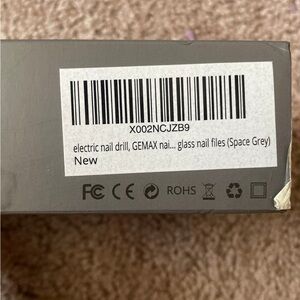 X002NCJZB9
electric nail drill, GEMAX nai... glass nail files (Space Grey)
New
FC CE ROHS